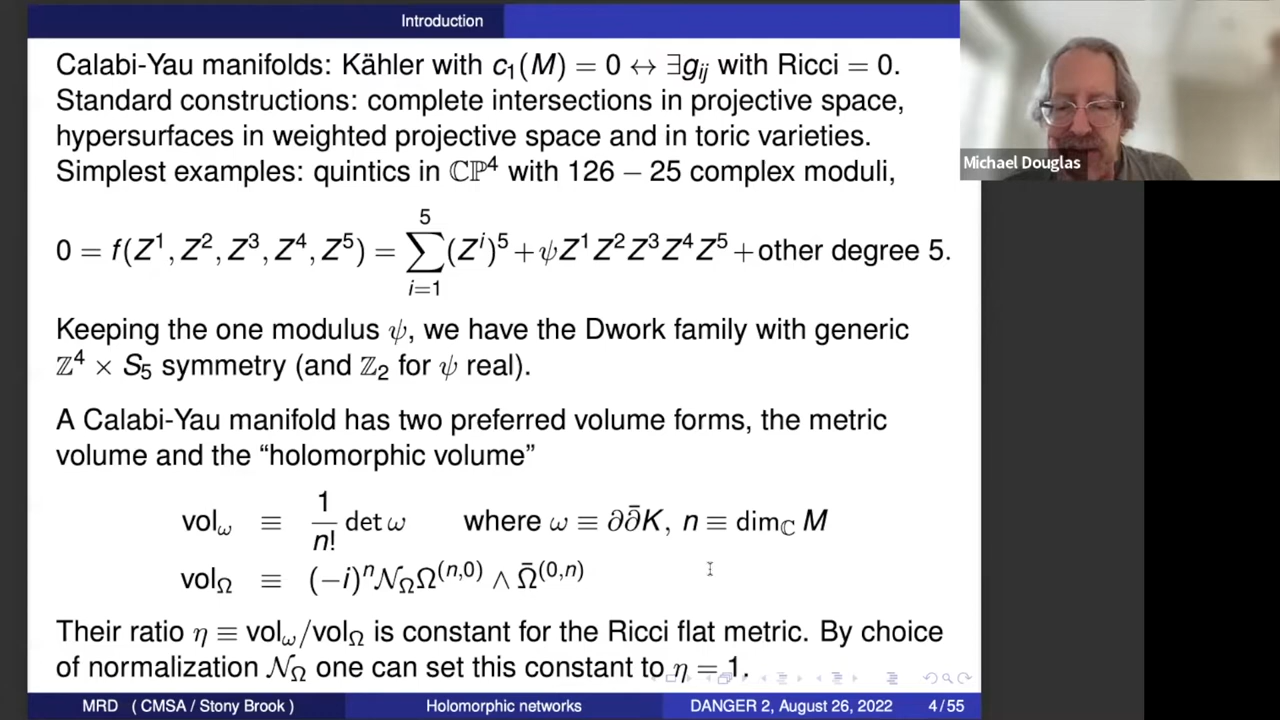 Introduction
Calabi-Yau manifolds: Kähler with c₁(M) = 0 ↔ ∃gᵢⱼ with Ricci = 0.
Standard constructions: complete intersections in projective space,
hypersurfaces in weighted projective space and in toric varieties.
Simplest examples: quintics in ℂℙ⁴ with 126 − 25 complex moduli,
0 = f(Z¹, Z², Z³, Z⁴, Z⁵) = ∑_{i=1}^{5} (Zⁱ)⁵ + ψZ¹Z²Z³Z⁴Z⁵ + other degree 5.
Keeping the one modulus ψ, we have the Dwork family with generic
ℤ⁴ × S₅ symmetry (and ℤ₂ for ψ real).
A Calabi-Yau manifold has two preferred volume forms, the metric
volume and the “holomorphic volume”
vol_ω ≡ 1/n! det ω where ω ≡ ∂∂̄K, n ≡ dim_ℂ M
vol_Ω ≡ (−i)ⁿ 𝒩_Ω Ω^{(n,0)} ∧ Ω̄^{(0,n)}
Their ratio η ≡ vol_ω/vol_Ω is constant for the Ricci flat metric. By choice
of normalization 𝒩_Ω one can set this constant to η = 1.
MRD ( CMSA / Stony Brook ) Holomorphic networks DANGER 2, August 26, 2022 4 / 55
Michael Douglas